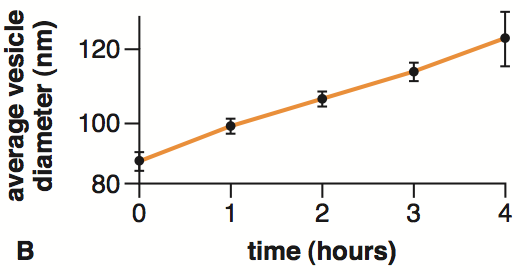 average vesicle
diameter (nm)
120
100
80
0 1 2 3 4
B
time (hours)